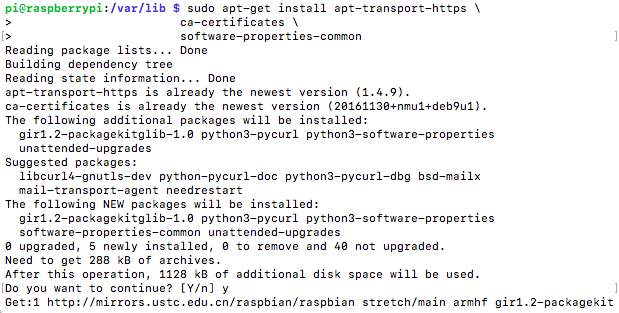 pi@raspberrypi:/var/lib $ sudo apt-get install apt-transport-https \
> ca-certificates \
[> software-properties-common ]
Reading package lists... Done
Building dependency tree
Reading state information... Done
apt-transport-https is already the newest version (1.4.9).
ca-certificates is already the newest version (20161130+nmu1+deb9u1).
The following additional packages will be installed:
gir1.2-packagekitglib-1.0 python3-pycurl python3-software-properties
unattended-upgrades
Suggested packages:
libcurl4-gnutls-dev python-pycurl-doc python3-pycurl-dbg bsd-mailx
mail-transport-agent needrestart
The following NEW packages will be installed:
gir1.2-packagekitglib-1.0 python3-pycurl python3-software-properties
software-properties-common unattended-upgrades
0 upgraded, 5 newly installed, 0 to remove and 40 not upgraded.
Need to get 288 kB of archives.
After this operation, 1128 kB of additional disk space will be used.
[Do you want to continue? [Y/n] y ]
Get:1 http://mirrors.ustc.edu.cn/raspbian/raspbian stretch/main armhf gir1.2-packagekit